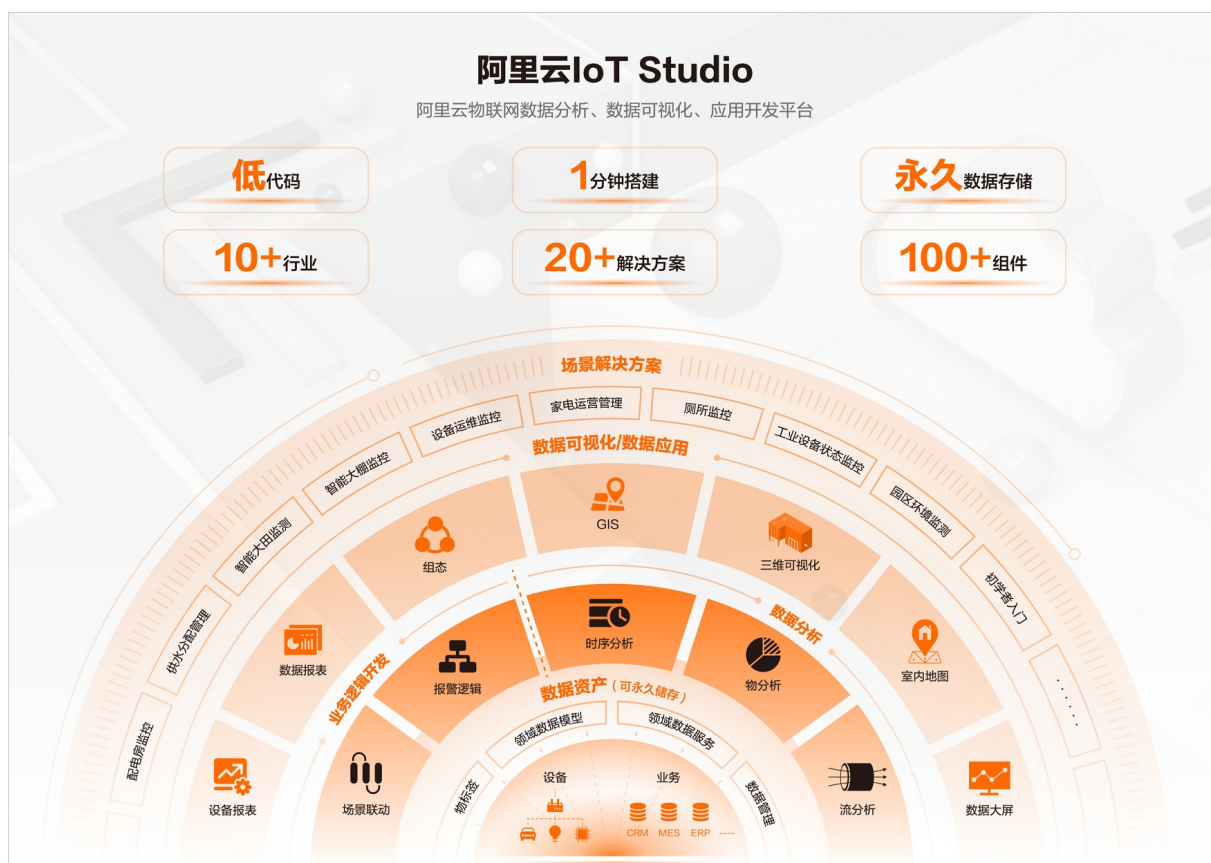 阿里云IoT Studio
阿里云物联网数据分析、数据可视化、应用开发平台
低代码
1分钟搭建
永久数据存储
10+行业
20+解决方案
100+组件
场景解决方案
配电房监控
供水分配管理
智能大田监测
智能大棚监控
设备运维监控
家电运营管理
厕所监控
工业设备状态监控
园区环境监测
初学者入门
......
数据可视化/数据应用
设备报表
数据报表
组态
GIS
三维可视化
室内地图
数据大屏
业务逻辑开发
场景联动
报警逻辑
数据分析
时序分析
物分析
流分析
数据资产(可永久储存)
物标签
领域数据模型
领域数据服务
数据管理
设备
业务
CRM MES ERP ......